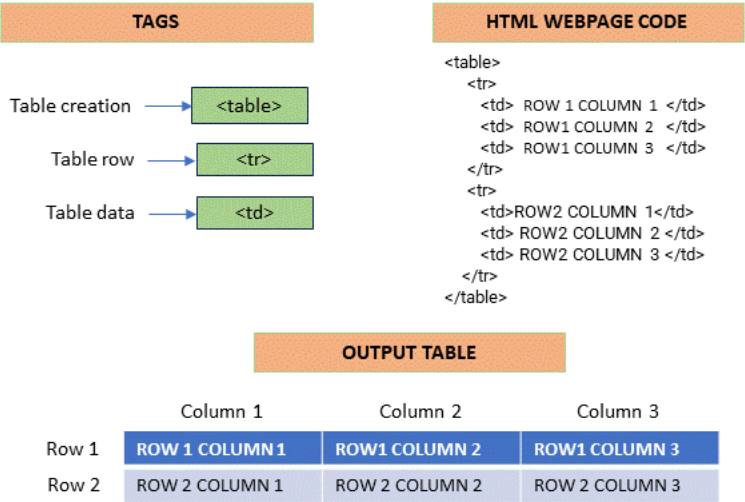 TAGS
Table creation <table>
Table row <tr>
Table data <td>
HTML WEBPAGE CODE
<table>
<tr>
<td> ROW 1 COLUMN 1 </td>
<td> ROW1 COLUMN 2 </td>
<td> ROW1 COLUMN 3 </td>
</tr>
<tr>
<td>ROW2 COLUMN 1</td>
<td> ROW2 COLUMN 2 </td>
<td> ROW2 COLUMN 3 </td>
</tr>
</table>
OUTPUT TABLE
Column 1 Column 2 Column 3
Row 1 ROW 1 COLUMN 1 ROW1 COLUMN 2 ROW1 COLUMN 3
Row 2 ROW 2 COLUMN 1 ROW 2 COLUMN 2 ROW 2 COLUMN 3